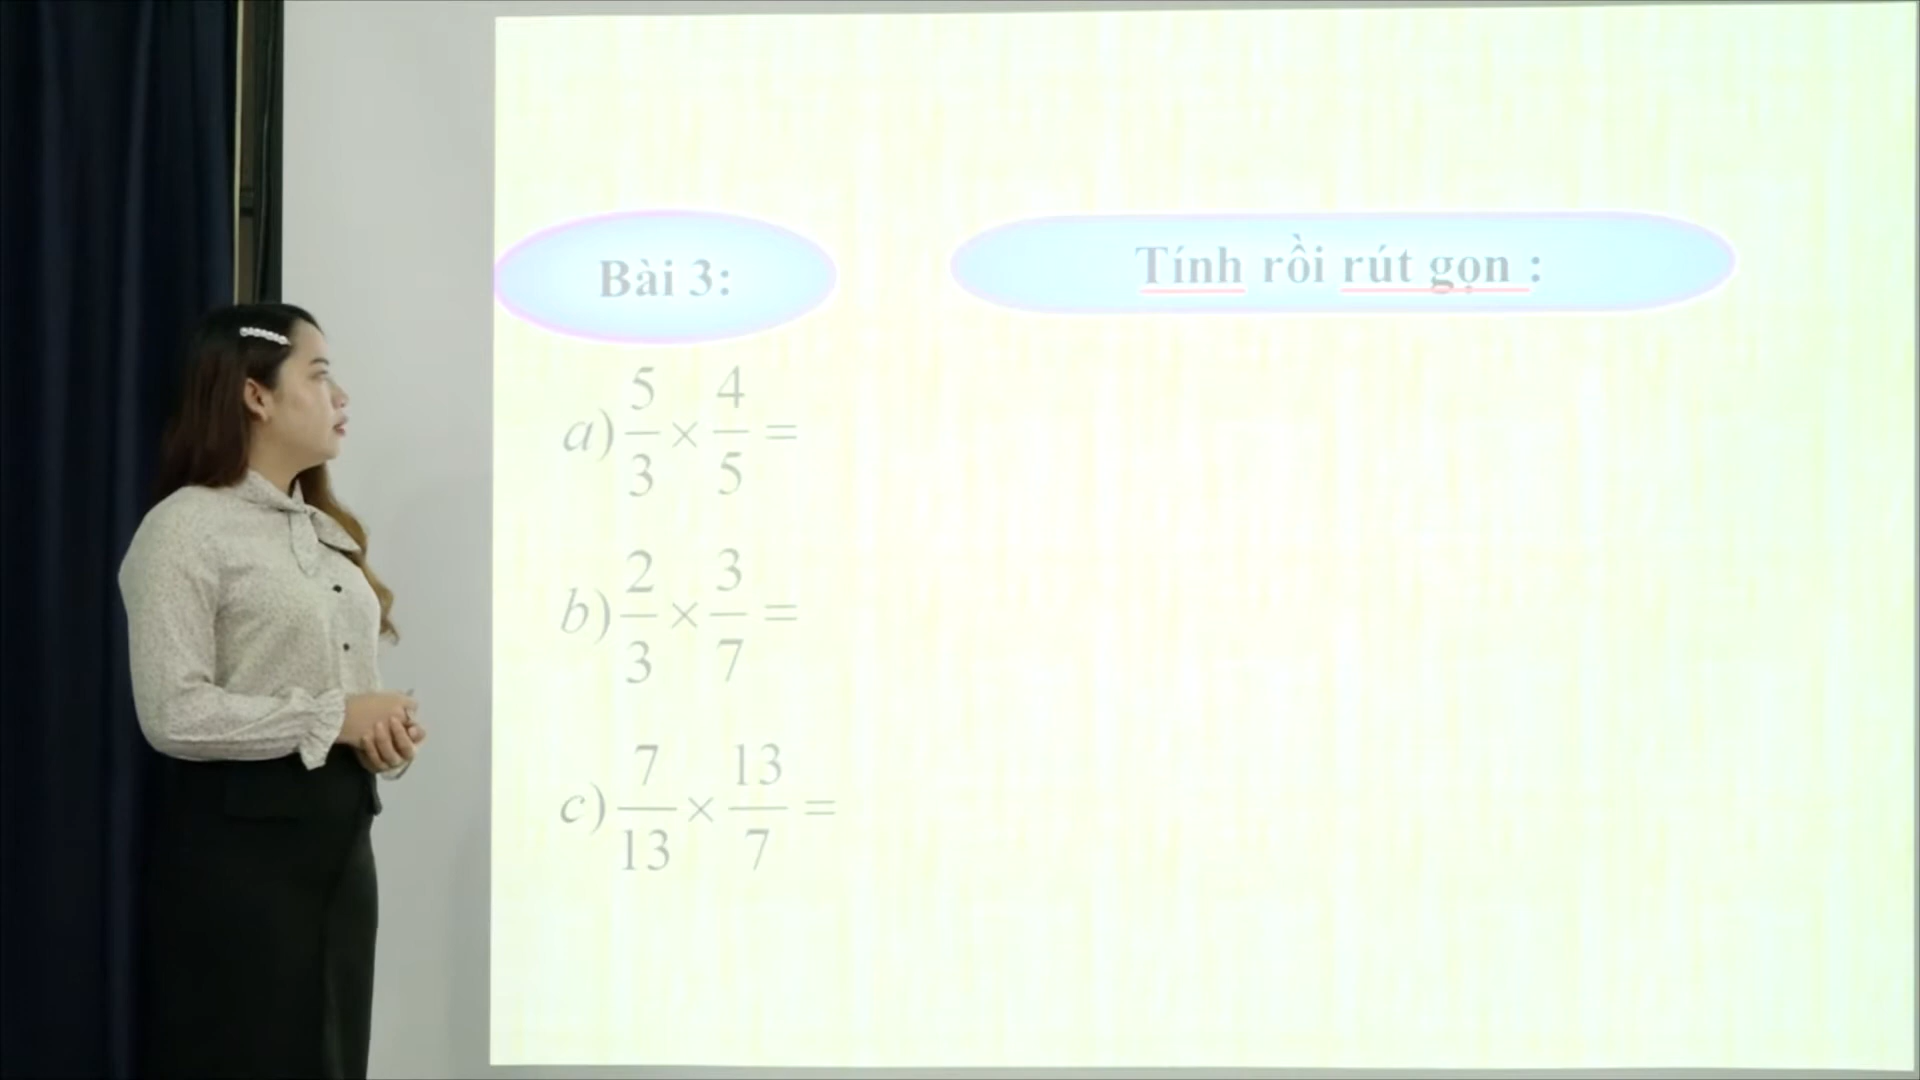 Bài 3:
Tính rồi rút gọn :
a) 5/3 × 4/5 =
b) 2/3 × 3/7 =
c) 7/13 × 13/7 =